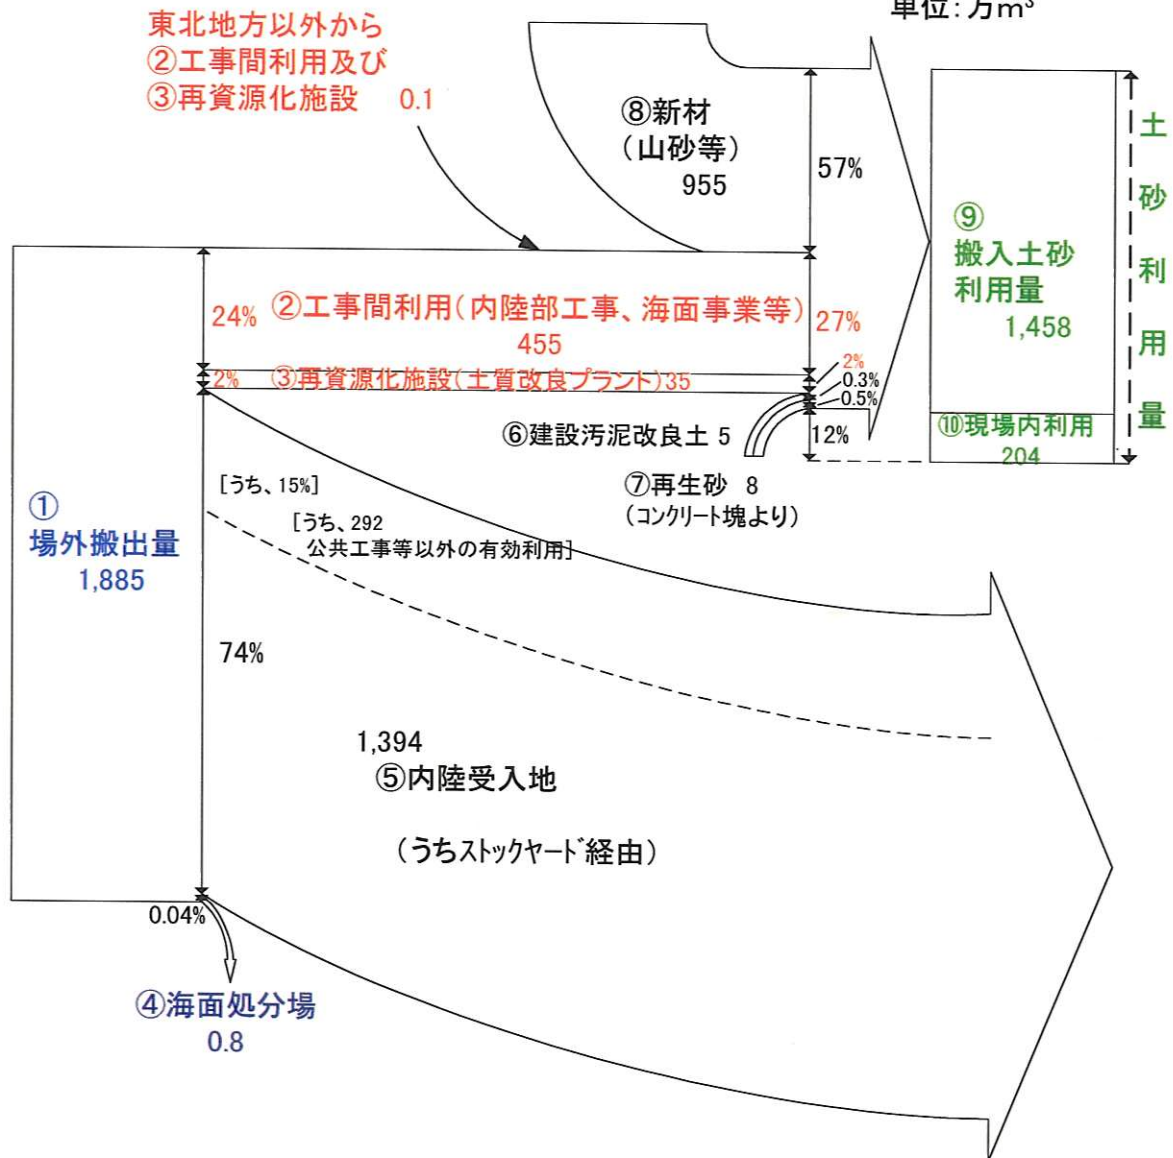 単位：万m³
東北地方以外から
②工事間利用及び
③再資源化施設 0.1
⑧新材
（山砂等）
955
57%
土砂利用量
⑨
搬入土砂
利用量
1,458
24%
②工事間利用（内陸部工事、海面事業等）
455
27%
2%
③再資源化施設（土質改良プラント）35
2%
0.3%
0.5%
⑥建設汚泥改良土 5
12%
⑩現場内利用
204
⑦再生砂 8
（コンクリート塊より）
①
場外搬出量
1,885
[うち、15%]
[うち、292
公共工事等以外の有効利用]
74%
1,394
⑤内陸受入地
（うちストックヤード経由）
0.04%
④海面処分場
0.8